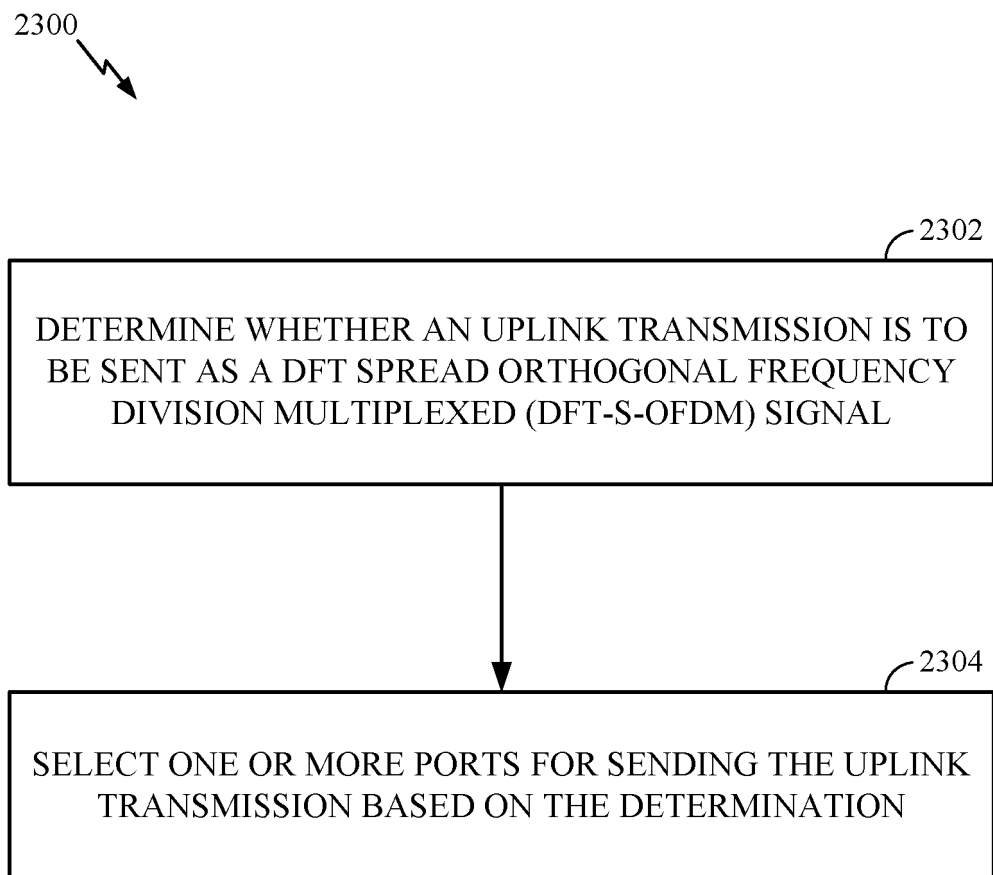 2300
2302
DETERMINE WHETHER AN UPLINK TRANSMISSION IS TO
BE SENT AS A DFT SPREAD ORTHOGONAL FREQUENCY
DIVISION MULTIPLEXED (DFT-S-OFDM) SIGNAL
2304
SELECT ONE OR MORE PORTS FOR SENDING THE UPLINK
TRANSMISSION BASED ON THE DETERMINATION